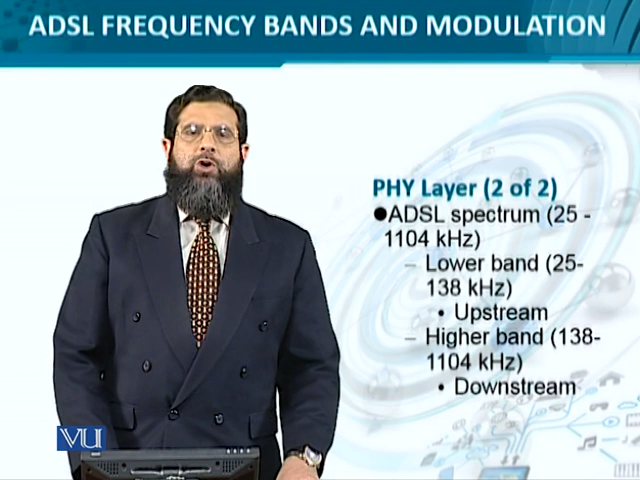 ADSL FREQUENCY BANDS AND MODULATION
PHY Layer (2 of 2)
●ADSL spectrum (25 -
1104 kHz)
– Lower band (25-
138 kHz)
• Upstream
– Higher band (138-
1104 kHz)
• Downstream
VU